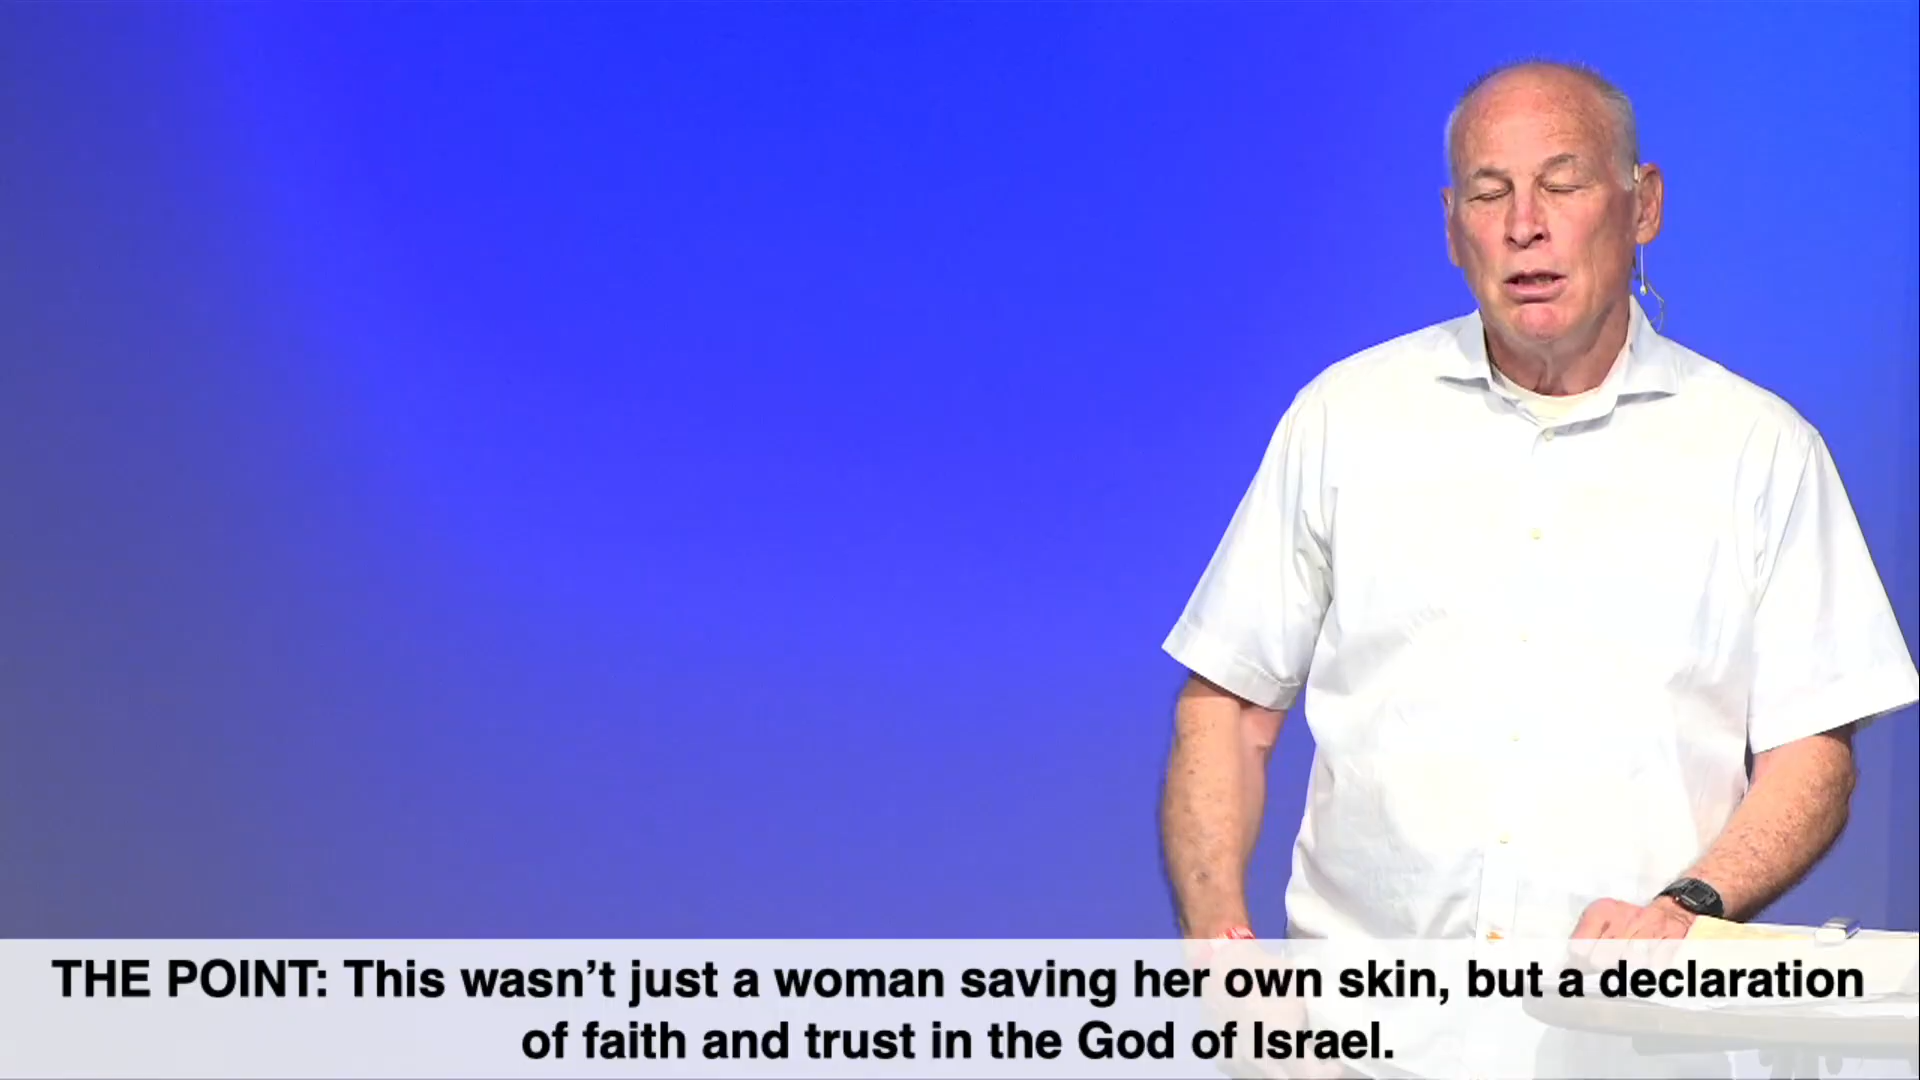 THE POINT: This wasn’t just a woman saving her own skin, but a declaration
of faith and trust in the God of Israel.